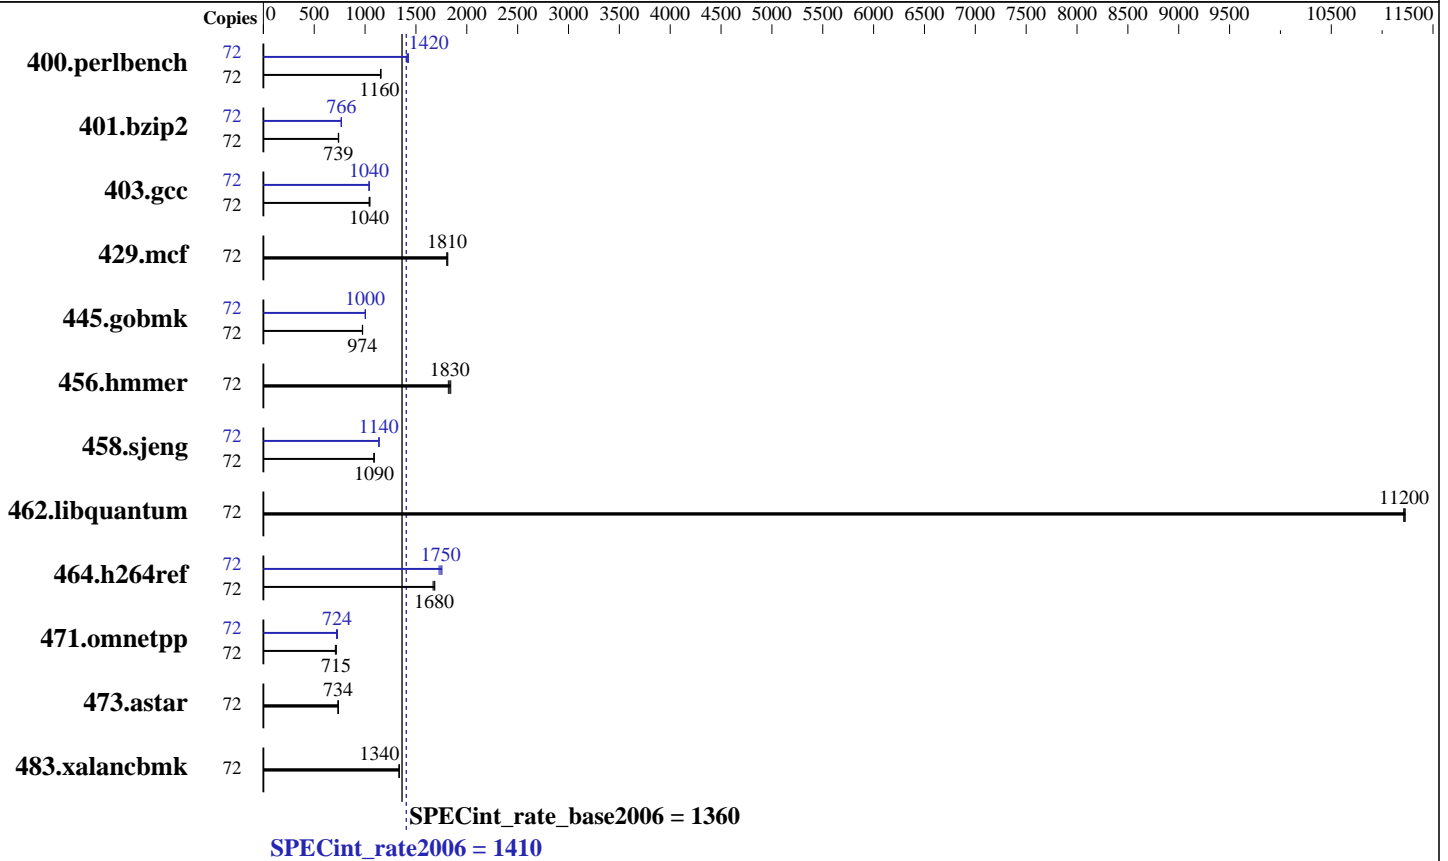 Copies 0 500 1000 1500 2000 2500 3000 3500 4000 4500 5000 5500 6000 6500 7000 7500 8000 8500 9000 9500 10500 11500
400.perlbench 72 1420
72 1160
401.bzip2 72 766
72 739
403.gcc 72 1040
72 1040
429.mcf 72 1810
445.gobmk 72 1000
72 974
456.hmmer 72 1830
458.sjeng 72 1140
72 1090
462.libquantum 72 11200
464.h264ref 72 1750
72 1680
471.omnetpp 72 724
72 715
473.astar 72 734
483.xalancbmk 72 1340
SPECint_rate_base2006 = 1360
SPECint_rate2006 = 1410